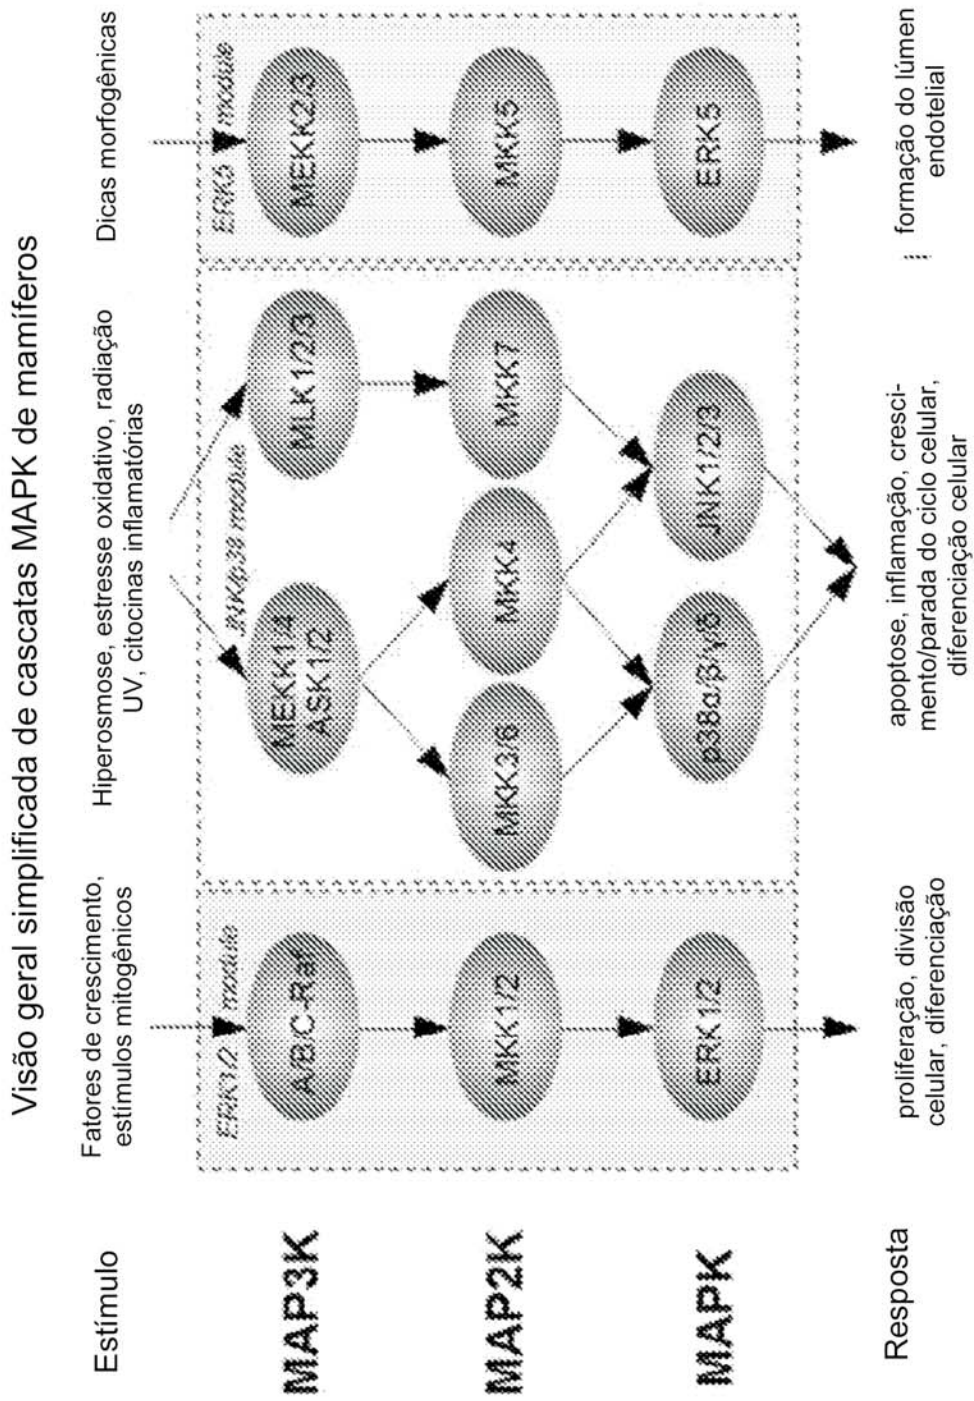 Visão geral simplificada de cascatas MAPK de mamíferos
Estímulo
Fatores de crescimento,
estímulos mitogênicos
Hiperosmose, estresse oxidativo, radiação
UV, citocinas inflamatórias
Dicas morfogênicas
ERK1/2 module
JNK/p38 module
ERK5 module
MAP3K
A/B/C-Raf
MEKK1/4
ASK1/2
MLK1/2/3
MEKK2/3
MAP2K
MKK1/2
MKK3/6
MKK4
MKK7
MKK5
MAPK
ERK1/2
p38α/β/γ/δ
JNK1/2/3
ERK5
Resposta
proliferação, divisão
celular, diferenciação
apoptose, inflamação, cresci-
mento/parada do ciclo celular,
diferenciação celular
formação do lúmen
endotelial